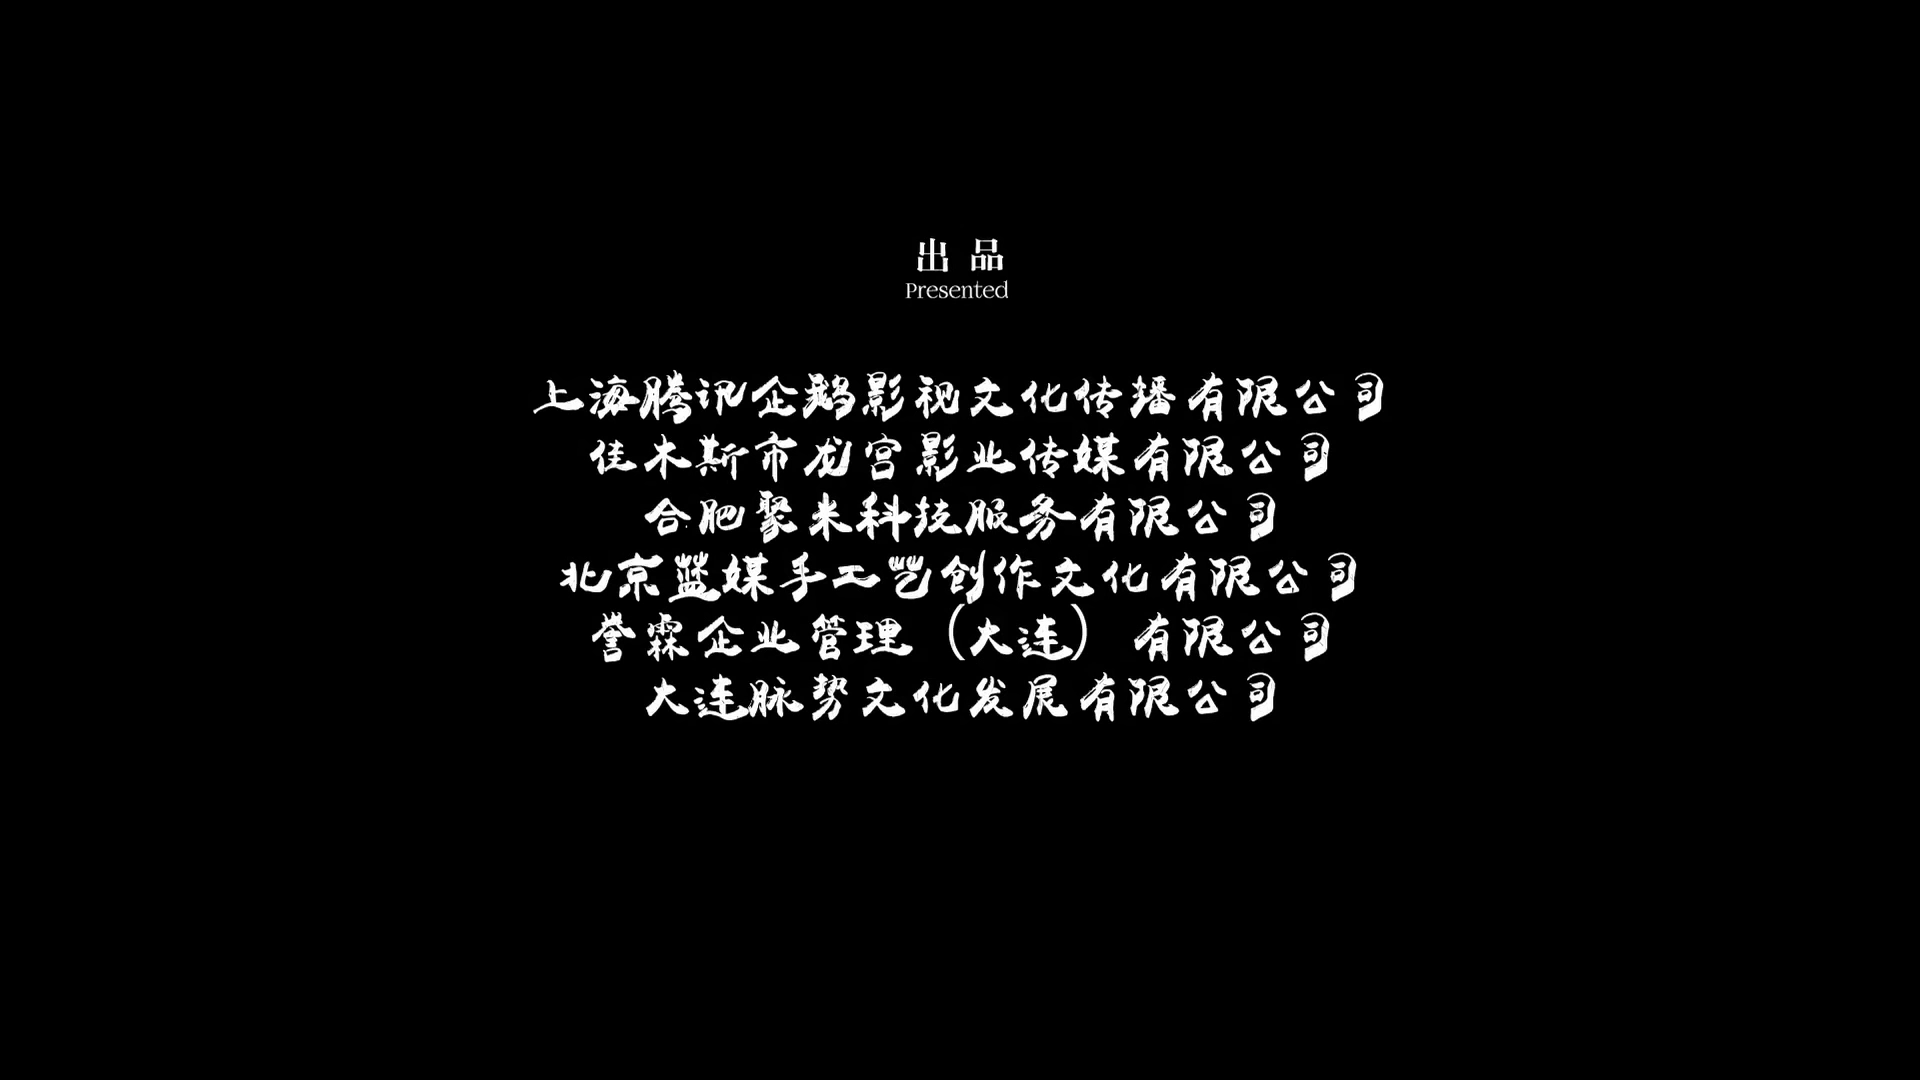 出品
Presented
上海腾讯企鹅影视文化传播有限公司
佳木斯市龙宫影业传媒有限公司
合肥聚米科技服务有限公司
北京蓝媒手工艺创作文化有限公司
誉霖企业管理（大连）有限公司
大连脉势文化发展有限公司